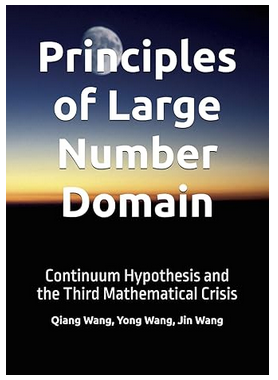 Principles
of Large
Number
Domain
Continuum Hypothesis and
the Third Mathematical Crisis
Qiang Wang, Yong Wang, Jin Wang